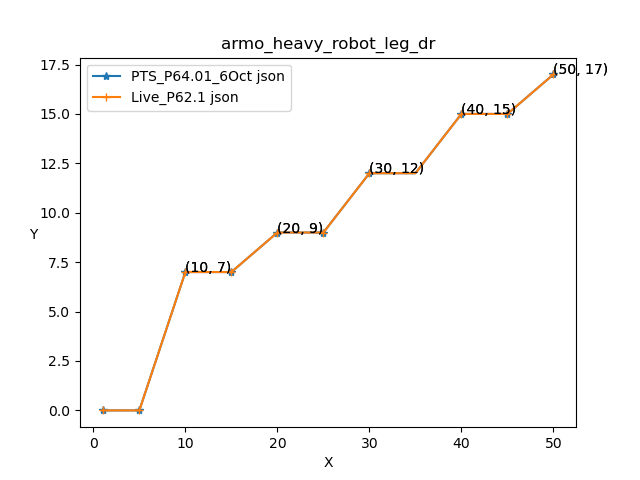 armo_heavy_robot_leg_dr
PTS_P64.01_6Oct json
Live_P62.1 json
17.5
15.0
12.5
10.0
7.5
5.0
2.5
0.0
Y
(50, 17)
(40, 15)
(30, 12)
(20, 9)
(10, 7)
0 10 20 30 40 50
X